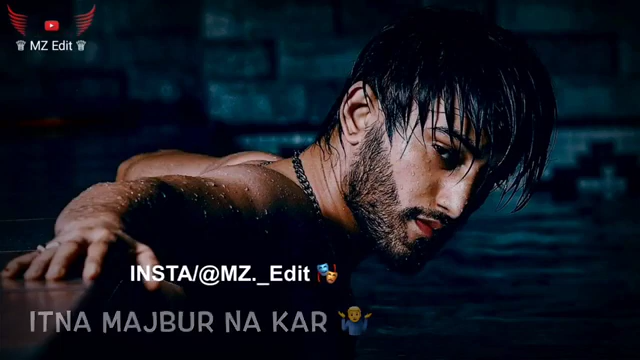 ♕ MZ Edit ♕
INSTA/@MZ._Edit 🎭
ITNA MAJBUR NA KAR 🤷‍♂️